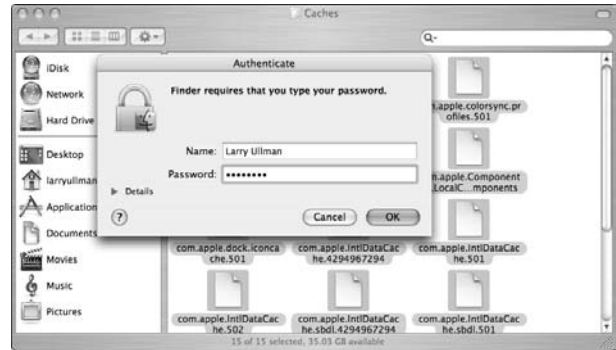 Caches
Q-
iDisk
Network
Hard Drive
Desktop
larryullman
Application
Documents
Movies
Music
Pictures
Authenticate
Finder requires that you type your password.
Name: Larry Ullman
Password: ••••••••
Details
?
Cancel
OK
m.apple.colorsync.pr
ofiles.501
m.apple.Component
.LocalC...mponents
com.apple.dock.iconca
che.501
com.apple.IntlDataCac
he.4294967294
com.apple.IntlDataCac
he.501
com.apple.IntlDataCac
he.502
com.apple.IntlDataCac
he.sbdl.4294967294
com.apple.IntlDataCac
he.sbdl.501
15 of 15 selected, 35.03 GB available